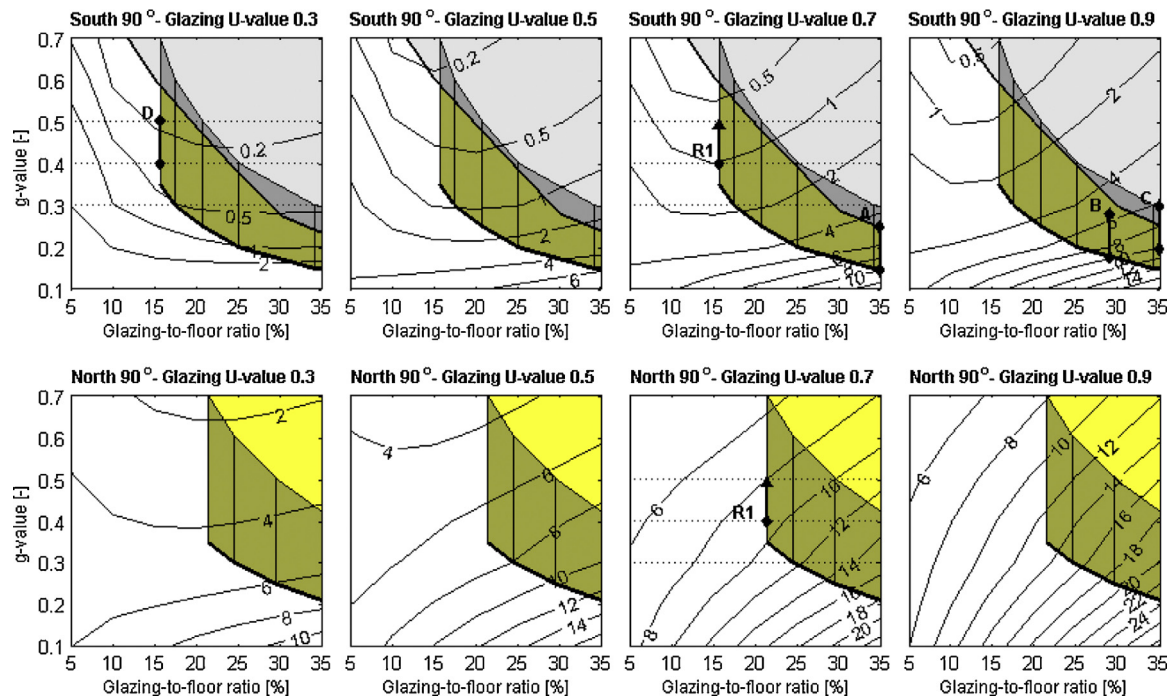 South 90 °- Glazing U-value 0.3
South 90 °- Glazing U-value 0.5
South 90 °- Glazing U-value 0.7
South 90 °- Glazing U-value 0.9
g-value [-]
0.7
0.6
0.5
0.4
0.3
0.2
0.1
D
0.2
0.5
1
2
0.2
0.5
1
2
4
6
0.5
1
2
R1
A
4
6
8
10
0.5
1
2
4
B
C
6
8
10
12
14
5 10 15 20 25 30 35
5 10 15 20 25 30 35
5 10 15 20 25 30 35
5 10 15 20 25 30 35
Glazing-to-floor ratio [%]
Glazing-to-floor ratio [%]
Glazing-to-floor ratio [%]
Glazing-to-floor ratio [%]
North 90 °- Glazing U-value 0.3
North 90 °- Glazing U-value 0.5
North 90 °- Glazing U-value 0.7
North 90 °- Glazing U-value 0.9
g-value [-]
0.7
0.6
0.5
0.4
0.3
0.2
0.1
2
4
6
8
10
4
6
8
10
12
14
6
R1
8
10
12
14
16
18
20
6
8
8
10
12
14
16
18
20
22
24
5 10 15 20 25 30 35
5 10 15 20 25 30 35
5 10 15 20 25 30 35
5 10 15 20 25 30 35
Glazing-to-floor ratio [%]
Glazing-to-floor ratio [%]
Glazing-to-floor ratio [%]
Glazing-to-floor ratio [%]